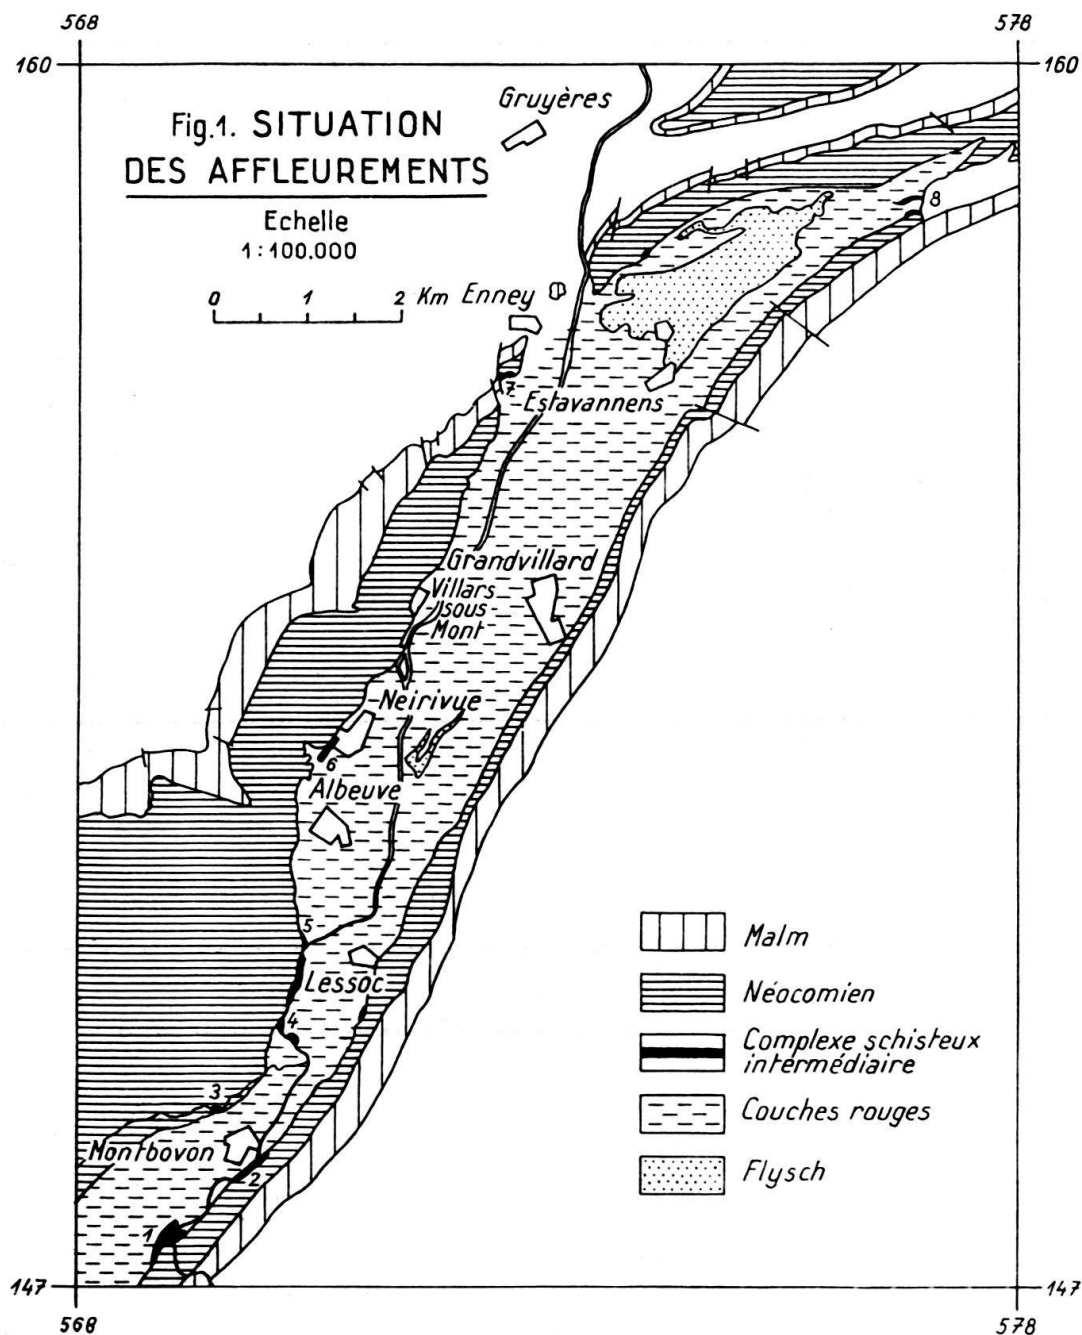 568
578
160
160
Gruyères
Fig.1. SITUATION
DES AFFLEUREMENTS
Echelle
1:100.000
0 1 2 Km
Enney
8
7
Estavannens
Grandvillard
Villars
sous
Mont
Neirivue
6
Albeuve
5
Lessoc
4
3
Montbovon
2
1
Malm
Néocomien
Complexe schisteux
intermédiaire
Couches rouges
Flysch
147
147
568
578